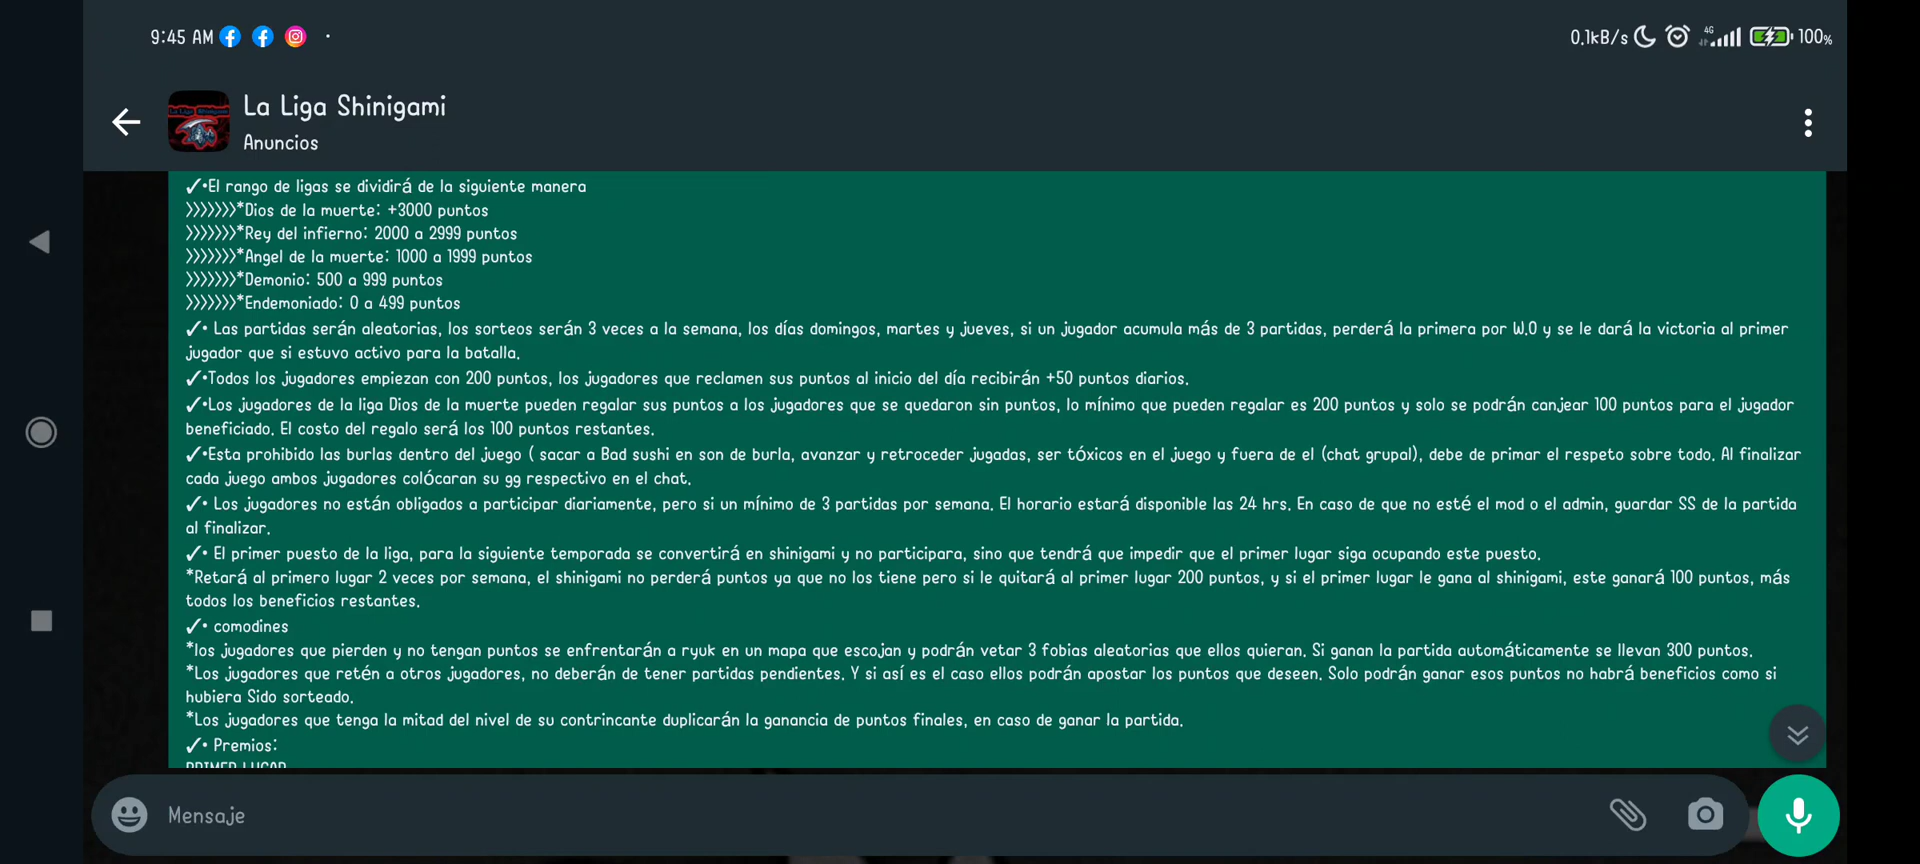 9:45 AM
0.1kB/s 4G 100%
La Liga Shinigami
Anuncios
✓•El rango de ligas se dividirá de la siguiente manera
>>>>>>>*Dios de la muerte: +3000 puntos
>>>>>>>*Rey del infierno: 2000 a 2999 puntos
>>>>>>>*Angel de la muerte: 1000 a 1999 puntos
>>>>>>>*Demonio: 500 a 999 puntos
>>>>>>>*Endemoniado: 0 a 499 puntos
✓• Las partidas serán aleatorias, los sorteos serán 3 veces a la semana, los días domingos, martes y jueves, si un jugador acumula más de 3 partidas, perderá la primera por W.O y se le dará la victoria al primer
jugador que si estuvo activo para la batalla.
✓•Todos los jugadores empiezan con 200 puntos, los jugadores que reclamen sus puntos al inicio del día recibirán +50 puntos diarios.
✓•Los jugadores de la liga Dios de la muerte pueden regalar sus puntos a los jugadores que se quedaron sin puntos, lo mínimo que pueden regalar es 200 puntos y solo se podrán canjear 100 puntos para el jugador
beneficiado. El costo del regalo será los 100 puntos restantes.
✓•Esta prohibido las burlas dentro del juego ( sacar a Bad sushi en son de burla, avanzar y retroceder jugadas, ser tóxicos en el juego y fuera de el (chat grupal), debe de primar el respeto sobre todo. Al finalizar
cada juego ambos jugadores colócaran su gg respectivo en el chat.
✓• Los jugadores no están obligados a participar diariamente, pero si un mínimo de 3 partidas por semana. El horario estará disponible las 24 hrs. En caso de que no esté el mod o el admin, guardar SS de la partida
al finalizar.
✓• El primer puesto de la liga, para la siguiente temporada se convertirá en shinigami y no participara, sino que tendrá que impedir que el primer lugar siga ocupando este puesto.
*Retará al primero lugar 2 veces por semana, el shinigami no perderá puntos ya que no los tiene pero si le quitará al primer lugar 200 puntos, y si el primer lugar le gana al shinigami, este ganará 100 puntos, más
todos los beneficios restantes.
✓• comodines
*los jugadores que pierden y no tengan puntos se enfrentarán a ryuk en un mapa que escojan y podrán vetar 3 fobias aleatorias que ellos quieran. Si ganan la partida automáticamente se llevan 300 puntos.
*Los jugadores que retén a otros jugadores, no deberán de tener partidas pendientes. Y si así es el caso ellos podrán apostar los puntos que deseen. Solo podrán ganar esos puntos no habrá beneficios como si
hubiera Sido sorteado.
*Los jugadores que tenga la mitad del nivel de su contrincante duplicarán la ganancia de puntos finales, en caso de ganar la partida.
✓• Premios:
PRIMER LUGAR
Mensaje